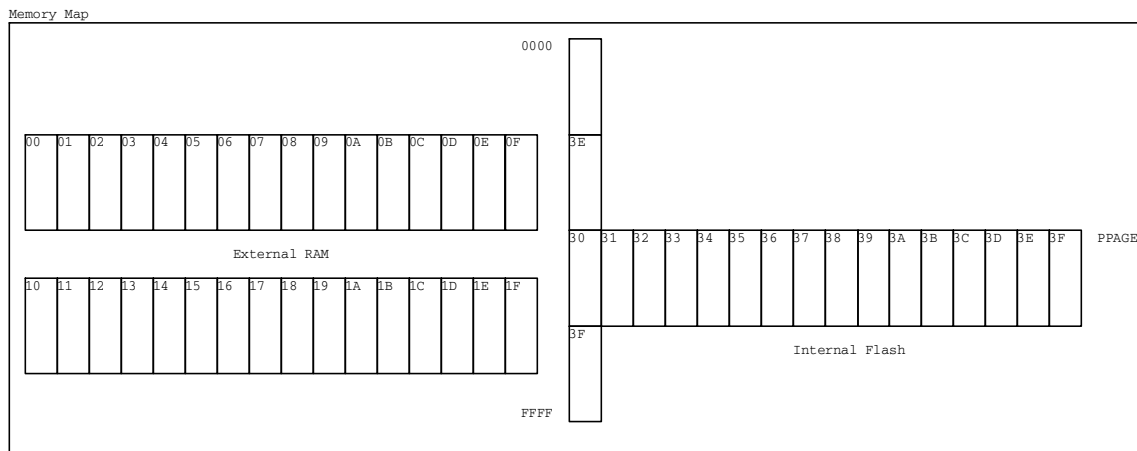 Memory Map
0000
00 01 02 03 04 05 06 07 08 09 0A 0B 0C 0D 0E 0F 3E
30 31 32 33 34 35 36 37 38 39 3A 3B 3C 3D 3E 3F PPAGE
External RAM
10 11 12 13 14 15 16 17 18 19 1A 1B 1C 1D 1E 1F
3F
Internal Flash
FFFF